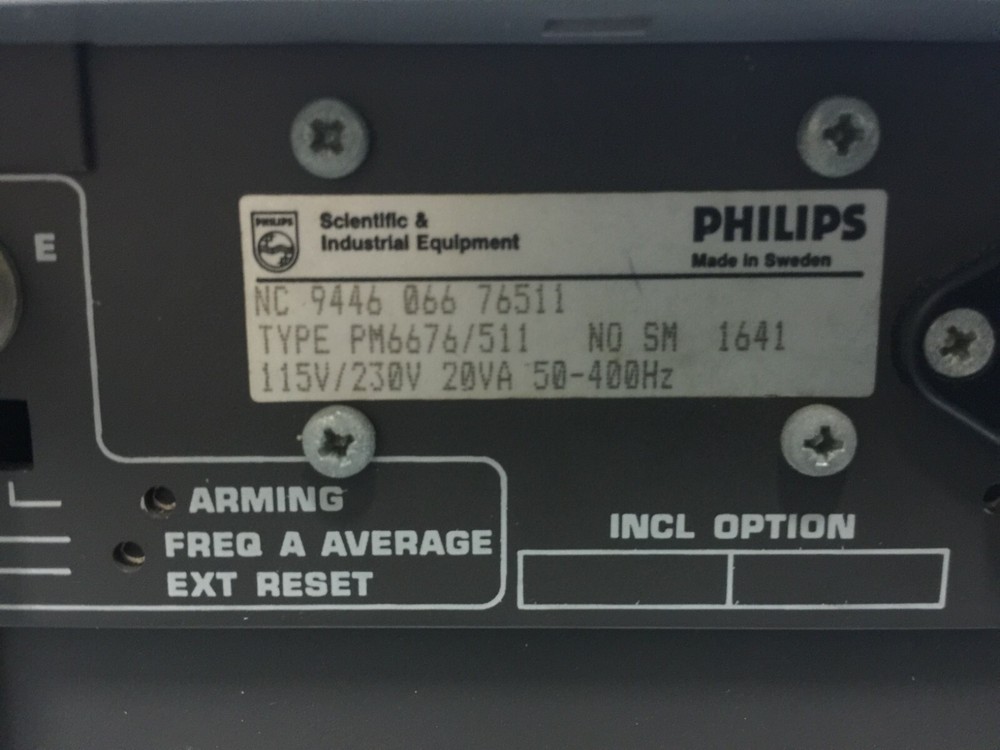 E
PHILIPS
Scientific &
Industrial Equipment
PHILIPS
Made in Sweden
NC 9446 066 76511
TYPE PM6676/511 NO SM 1641
115V/230V 20VA 50-400Hz
ARMING
FREQ A AVERAGE
EXT RESET
INCL OPTION